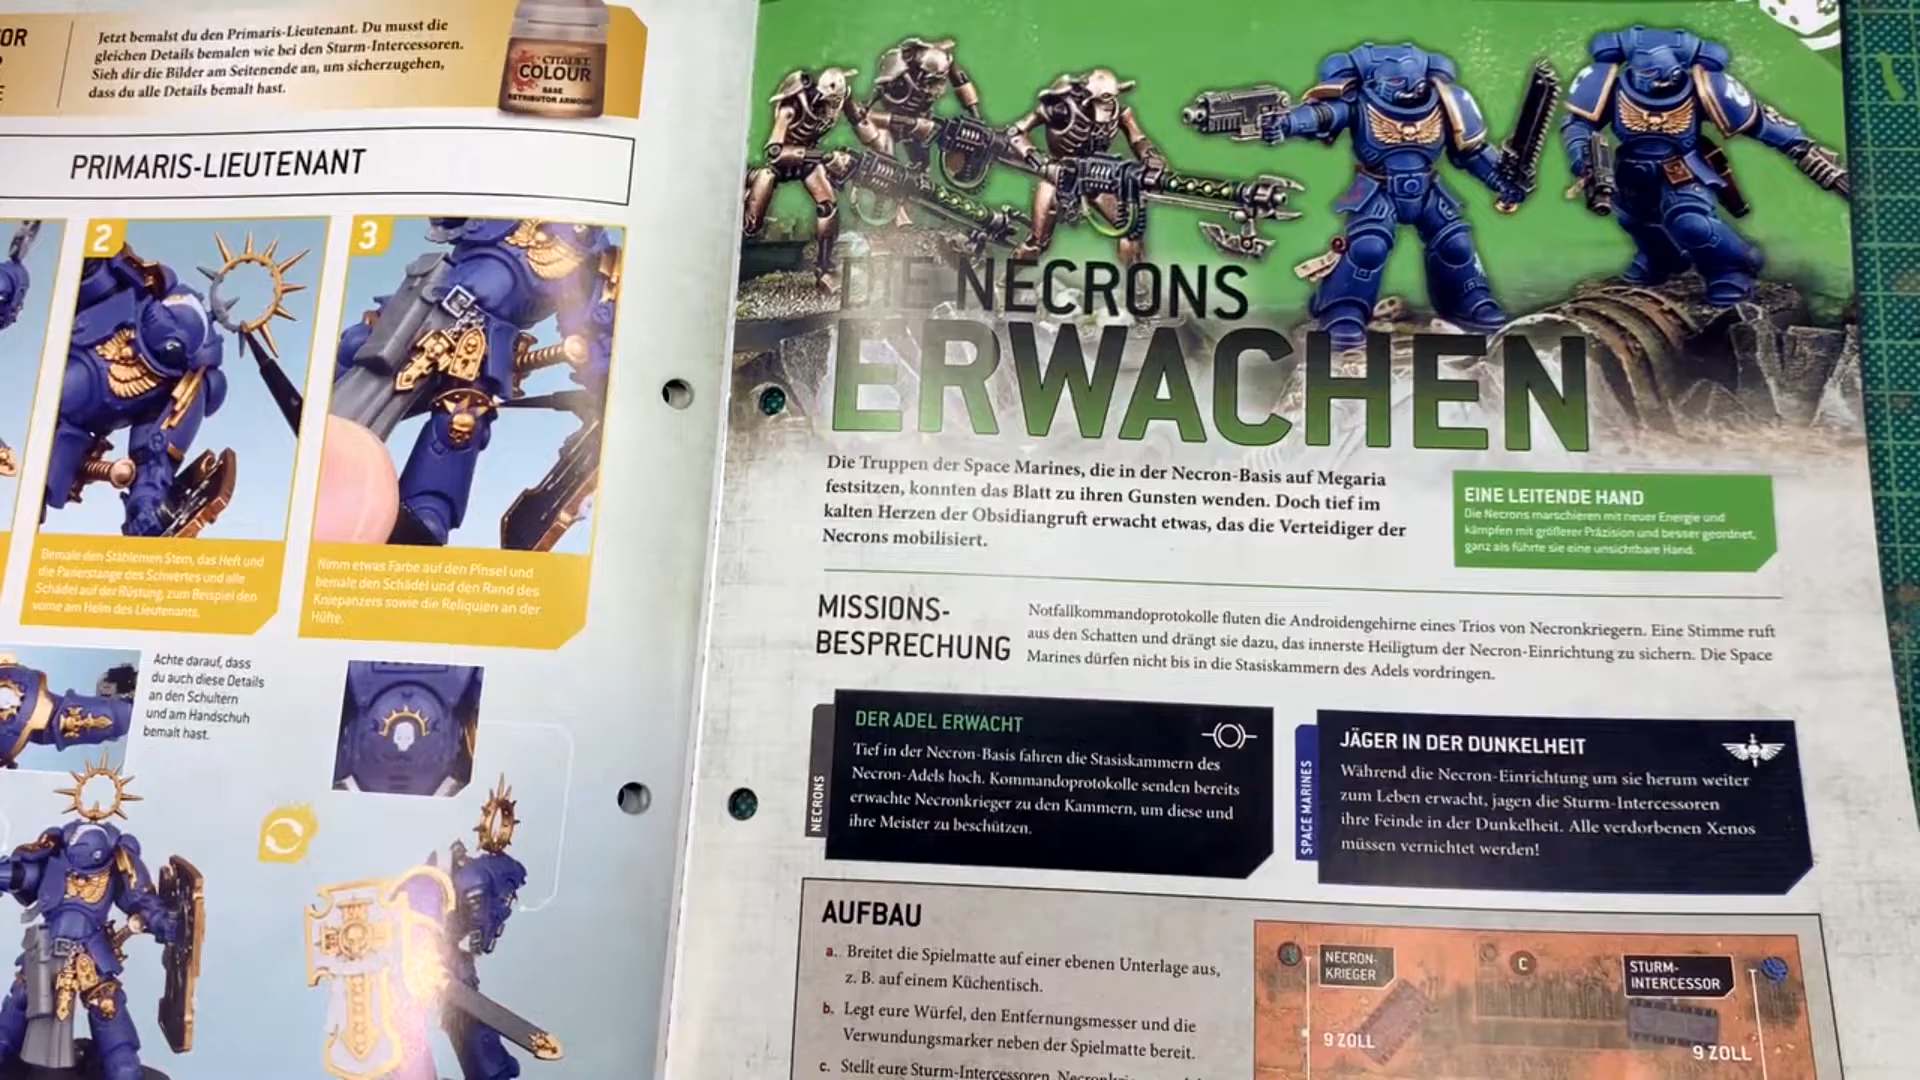 OR
Jetzt bemalst du den Primaris-Lieutenant. Du musst die
gleichen Details bemalen wie bei den Sturm-Intercessoren.
Sieh dir die Bilder am Seitenende an, um sicherzugehen,
dass du alle Details bemalt hast.
CITADEL
COLOUR
BASE
RETRIBUTOR ARMOUR
PRIMARIS-LIEUTENANT
2
3
Bemale den Stählernen Stern, das Heft und
die Parierstange des Schwertes und alle
Schädel auf der Rüstung, zum Beispiel den
vorne am Helm des Lieutenants.
Nimm etwas Farbe auf den Pinsel und
bemale den Schädel und den Rand des
Kniepanzers sowie die Reliquien an der
Hüfte.
Achte darauf, dass
du auch diese Details
an den Schultern
und am Handschuh
bemalt hast.
DIE NECRONS
ERWACHEN
Die Truppen der Space Marines, die in der Necron-Basis auf Megaria
festsitzen, konnten das Blatt zu ihren Gunsten wenden. Doch tief im
kalten Herzen der Obsidiangruft erwacht etwas, das die Verteidiger der
Necrons mobilisiert.
EINE LEITENDE HAND
Die Necrons marschieren mit neuer Energie und
kämpfen mit größerer Präzision und besser geordnet,
ganz als führte sie eine unsichtbare Hand.
MISSIONS-
BESPRECHUNG
Notfallkommandoprotokolle fluten die Androidengehirne eines Trios von Necronkriegern. Eine Stimme ruft
aus den Schatten und drängt sie dazu, das innerste Heiligtum der Necron-Einrichtung zu sichern. Die Space
Marines dürfen nicht bis in die Stasiskammern des Adels vordringen.
NECRONS
DER ADEL ERWACHT
Tief in der Necron-Basis fahren die Stasiskammern des
Necron-Adels hoch. Kommandoprotokolle senden bereits
erwachte Necronkrieger zu den Kammern, um diese und
ihre Meister zu beschützen.
SPACE MARINES
JÄGER IN DER DUNKELHEIT
Während die Necron-Einrichtung um sie herum weiter
zum Leben erwacht, jagen die Sturm-Intercessoren
ihre Feinde in der Dunkelheit. Alle verdorbenen Xenos
müssen vernichtet werden!
AUFBAU
a. Breitet die Spielmatte auf einer ebenen Unterlage aus,
z. B. auf einem Küchentisch.
b. Legt eure Würfel, den Entfernungsmesser und die
Verwundungsmarker neben der Spielmatte bereit.
c. Stellt eure Sturm-Intercessoren,
NECRON-
KRIEGER
C
STURM-
INTERCESSOR
9 ZOLL
9 ZOLL